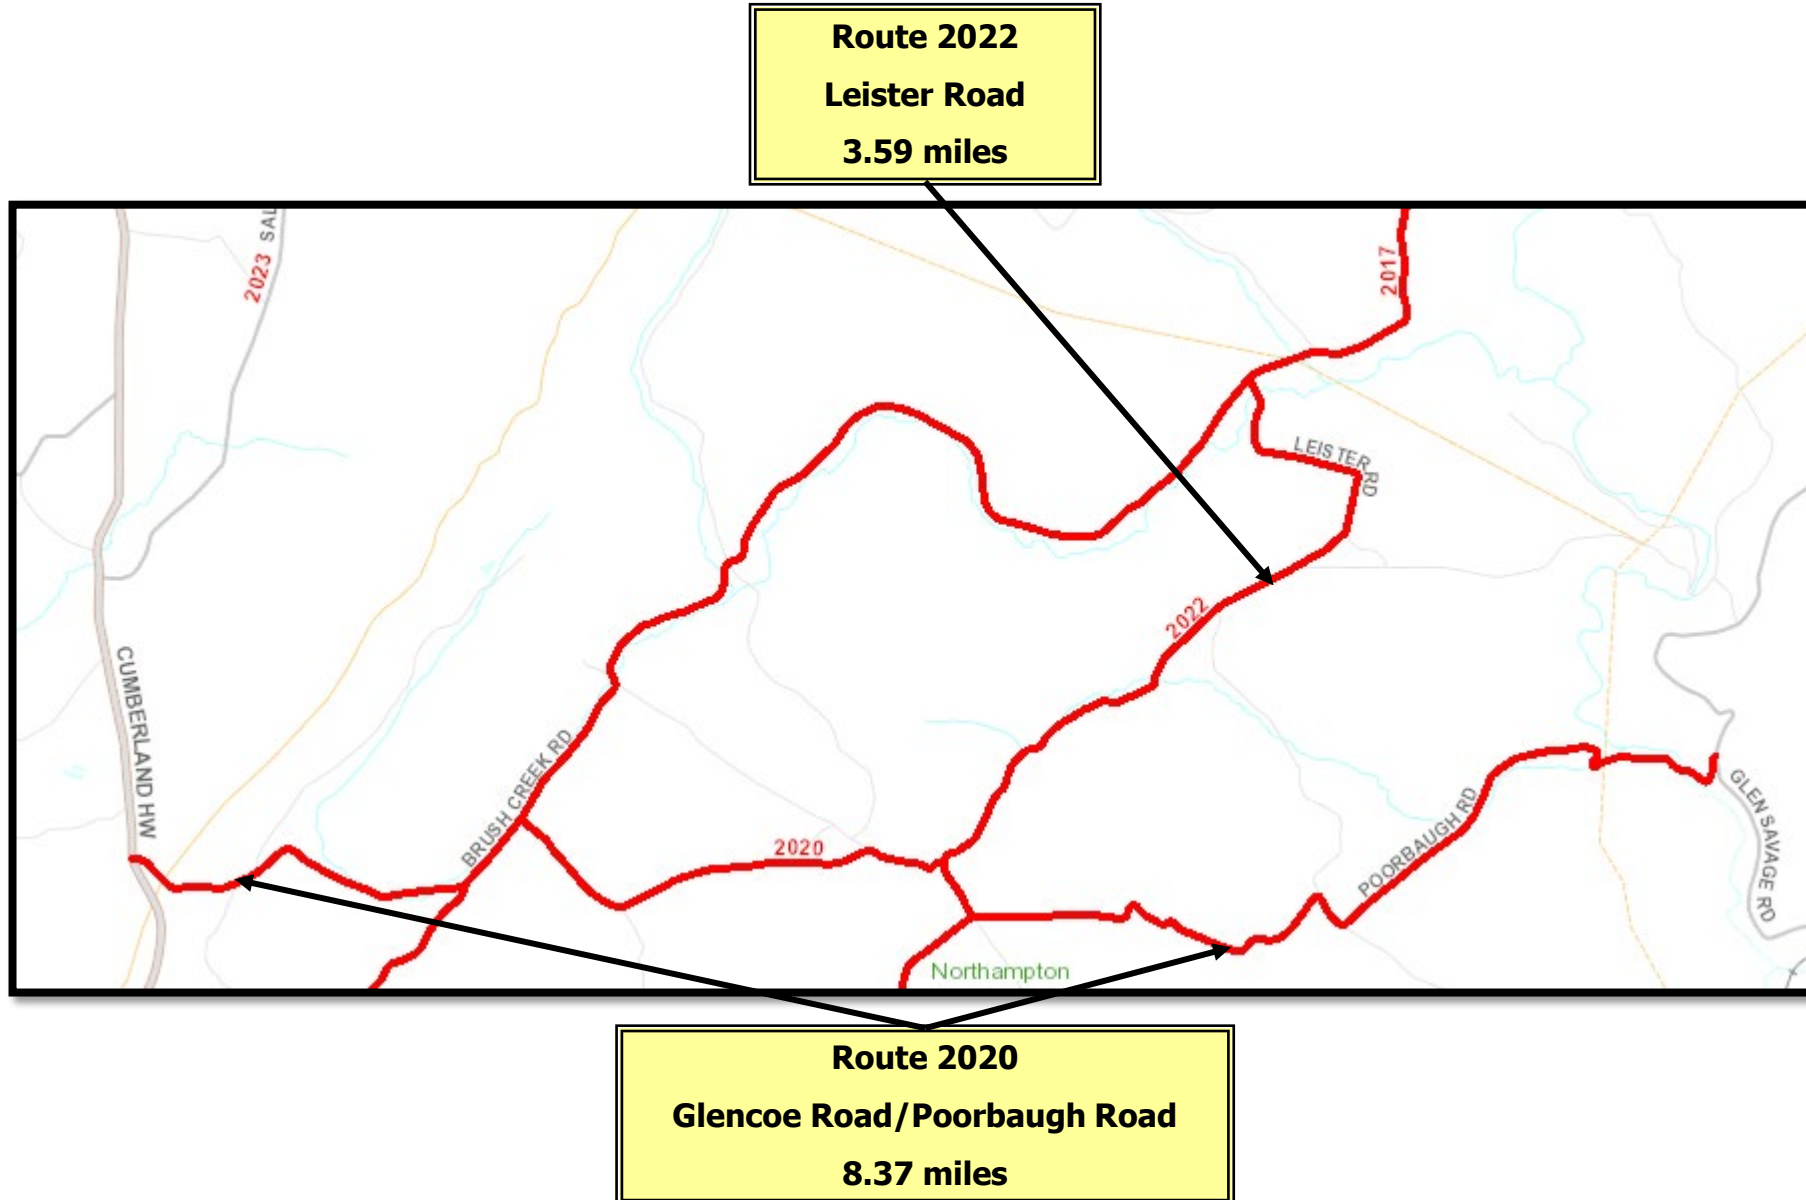 Route 2022
Leister Road
3.59 miles
2023 SAL
2017
LEISTER RD
2022
CUMBERLAND HW
BRUSH CREEK RD
2020
POORBAUGH RD
GLEN SAVAGE RD
Northampton
Route 2020
Glencoe Road/Poorbaugh Road
8.37 miles